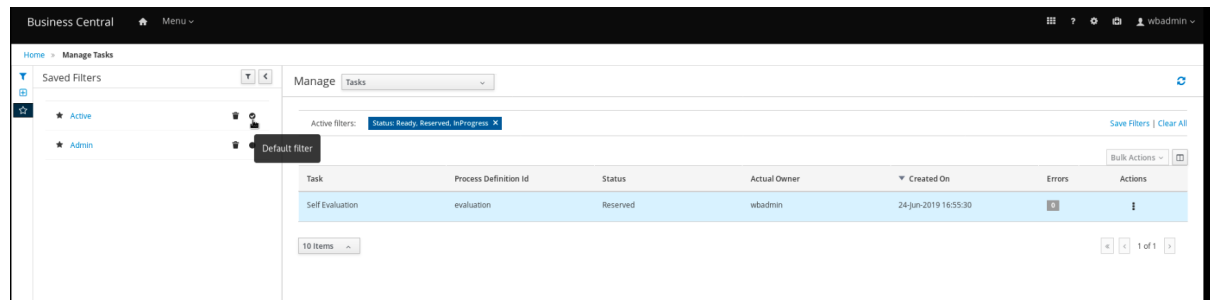 Business Central Menu ? wbadmin
Home » Manage Tasks
Saved Filters
Active
Admin
Default filter
Manage Tasks
Active filters: Status: Ready, Reserved, InProgress X
Save Filters | Clear All
Bulk Actions
Task Process Definition Id Status Actual Owner Created On Errors Actions
Self Evaluation evaluation Reserved wbadmin 24-Jun-2019 16:55:30 0
10 Items « ‹ 1 of 1 ›